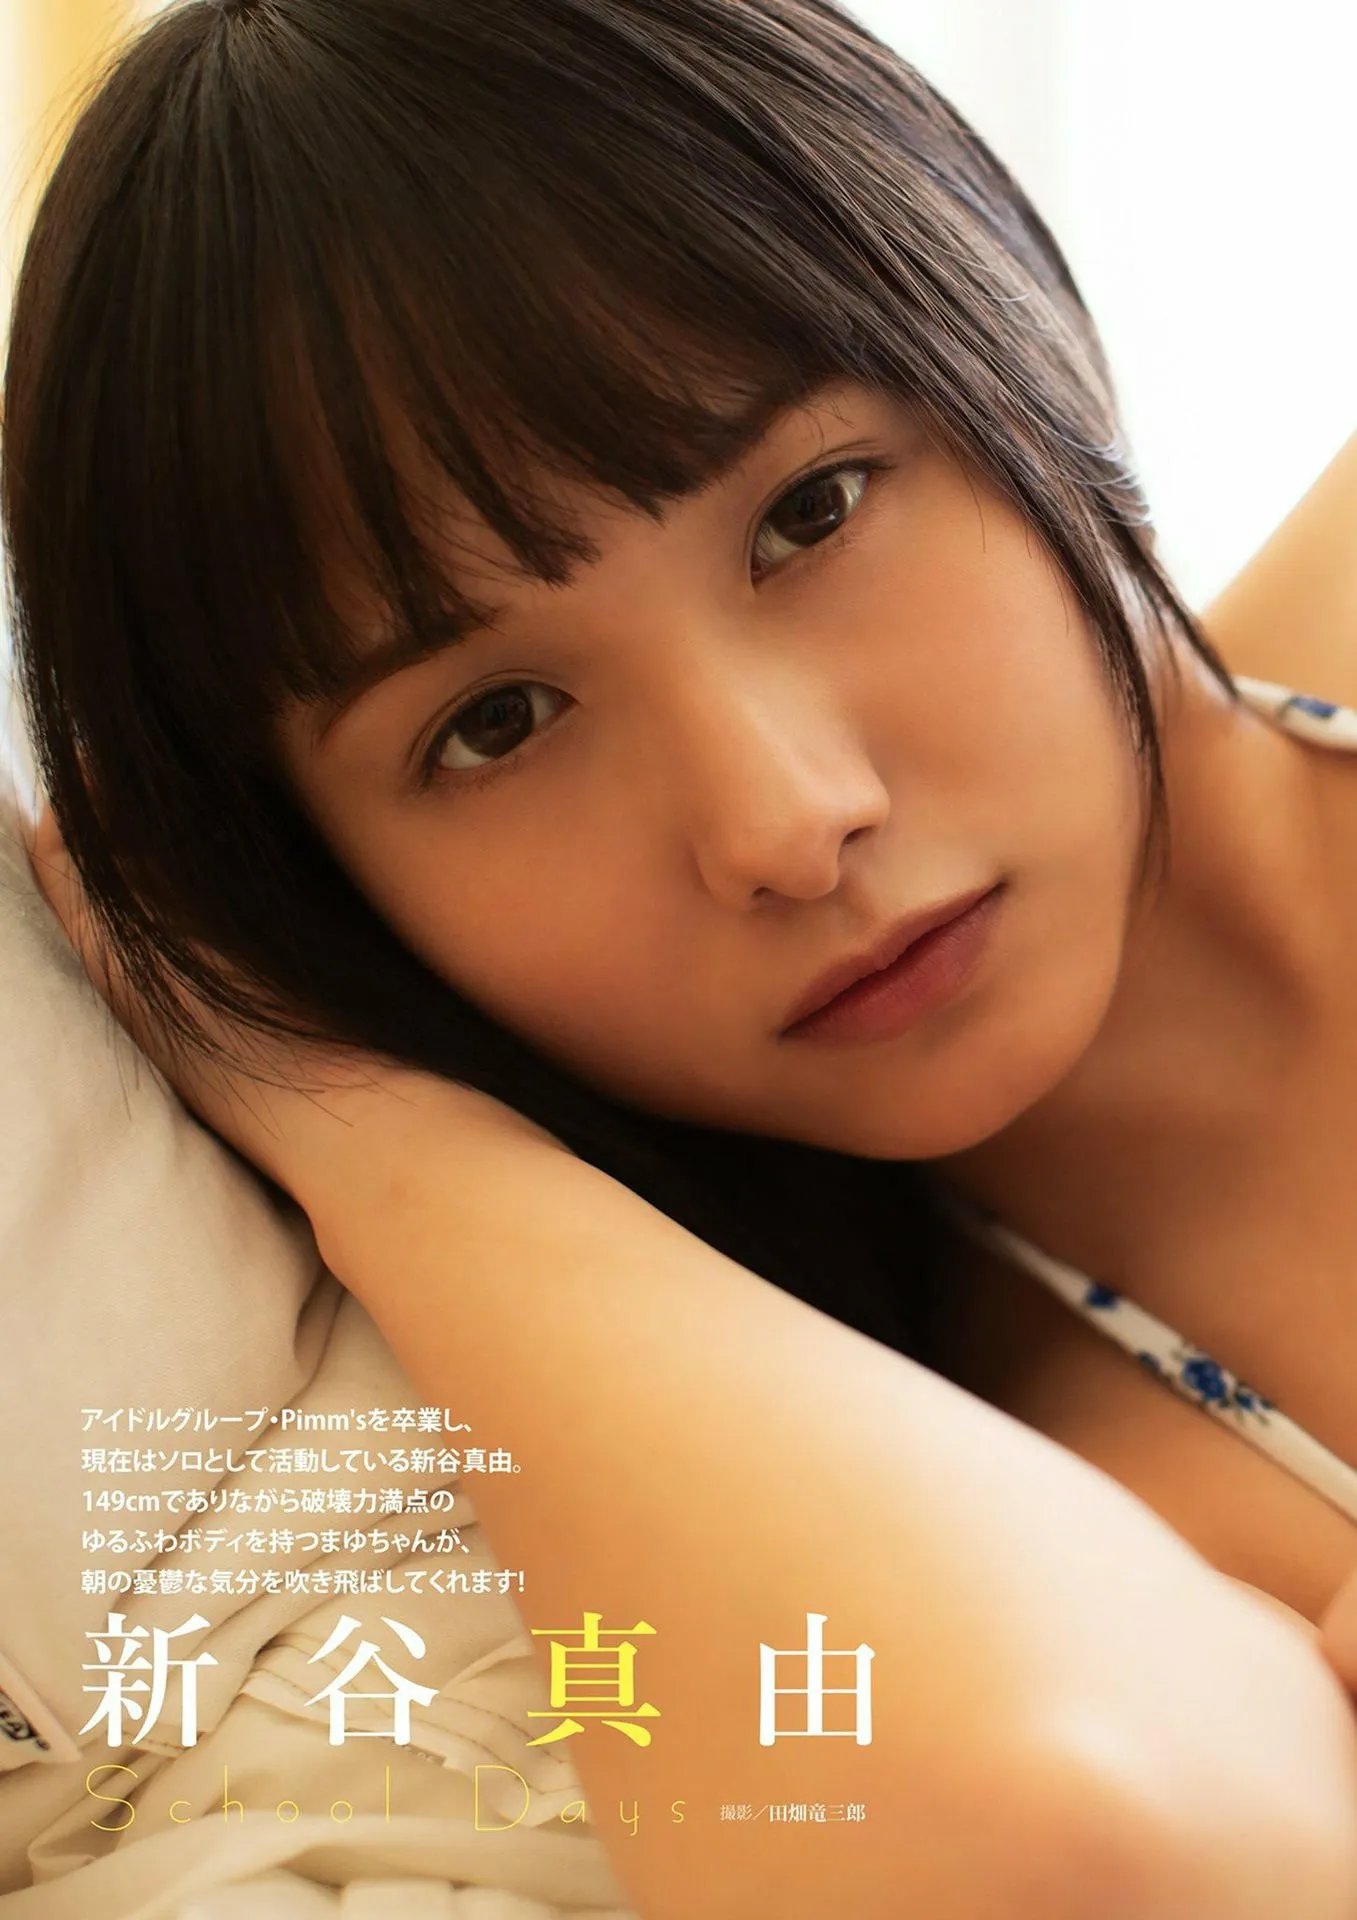 アイドルグループ・Pimm'sを卒業し、
現在はソロとして活動している新谷真由。
149cmでありながら破壊力満点の
ゆるふわボディを持つまゆちゃんが、
朝の憂鬱な気分を吹き飛ばしてくれます!
新谷真由
School Days
撮影／田畑竜三郎